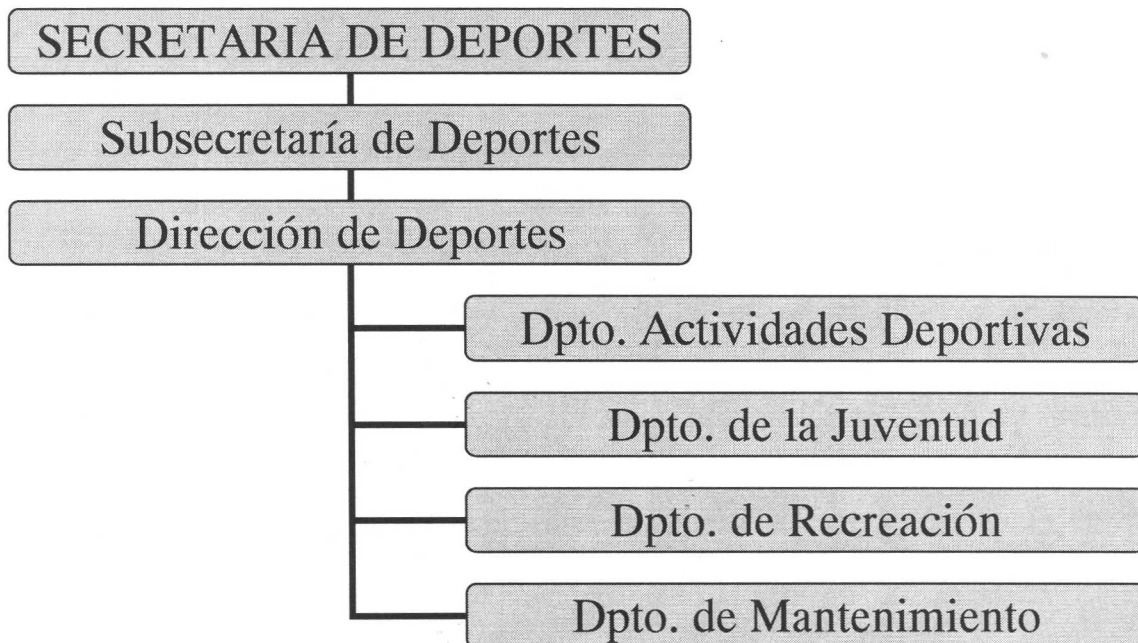 SECRETARIA DE DEPORTES
Subsecretaría de Deportes
Dirección de Deportes
Dpto. Actividades Deportivas
Dpto. de la Juventud
Dpto. de Recreación
Dpto. de Mantenimiento